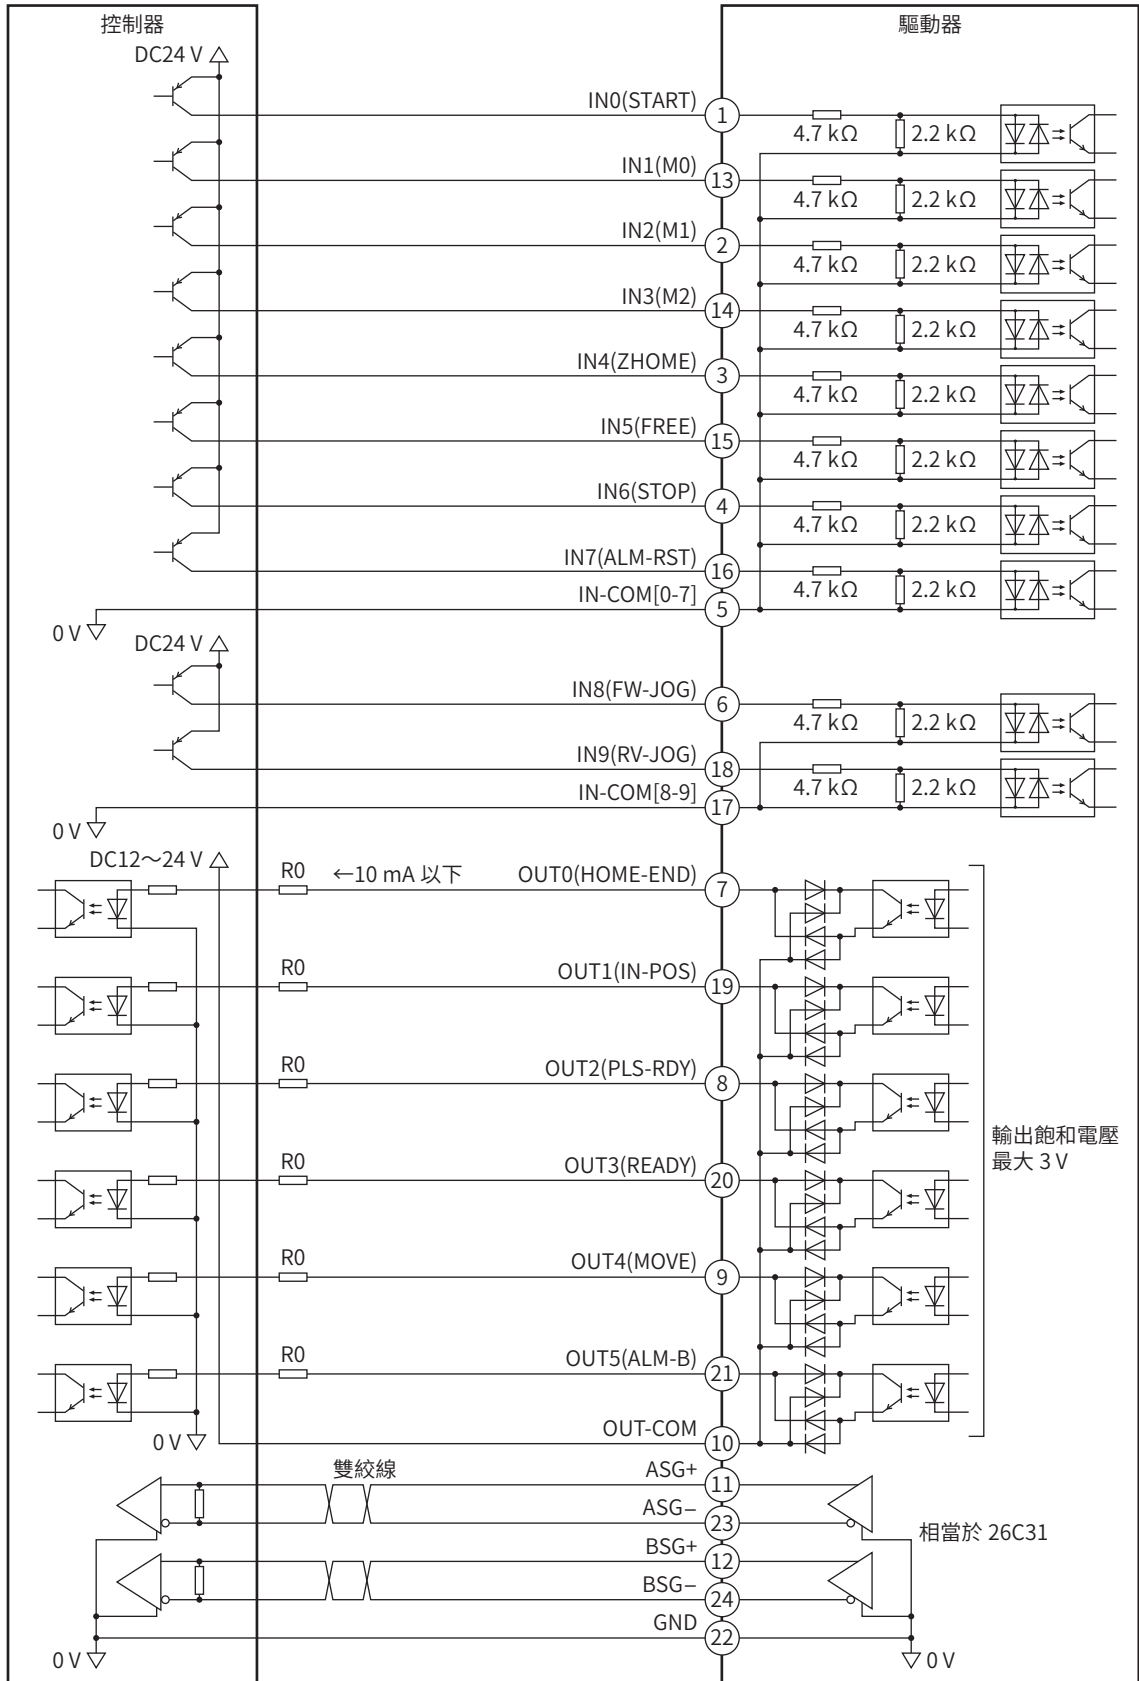 控制器
驅動器
DC24 V
IN0(START)
1
4.7 kΩ
2.2 kΩ
IN1(M0)
13
4.7 kΩ
2.2 kΩ
IN2(M1)
2
4.7 kΩ
2.2 kΩ
IN3(M2)
14
4.7 kΩ
2.2 kΩ
IN4(ZHOME)
3
4.7 kΩ
2.2 kΩ
IN5(FREE)
15
4.7 kΩ
2.2 kΩ
IN6(STOP)
4
4.7 kΩ
2.2 kΩ
IN7(ALM-RST)
16
4.7 kΩ
2.2 kΩ
IN-COM[0-7]
5
0 V
DC24 V
IN8(FW-JOG)
6
4.7 kΩ
2.2 kΩ
IN9(RV-JOG)
18
4.7 kΩ
2.2 kΩ
IN-COM[8-9]
17
0 V
DC12～24 V
R0
←10 mA 以下
OUT0(HOME-END)
7
R0
OUT1(IN-POS)
19
R0
OUT2(PLS-RDY)
8
輸出飽和電壓
最大 3 V
R0
OUT3(READY)
20
R0
OUT4(MOVE)
9
R0
OUT5(ALM-B)
21
0 V
OUT-COM
10
雙絞線
ASG+
11
ASG−
23
相當於 26C31
BSG+
12
BSG−
24
GND
22
0 V
0 V